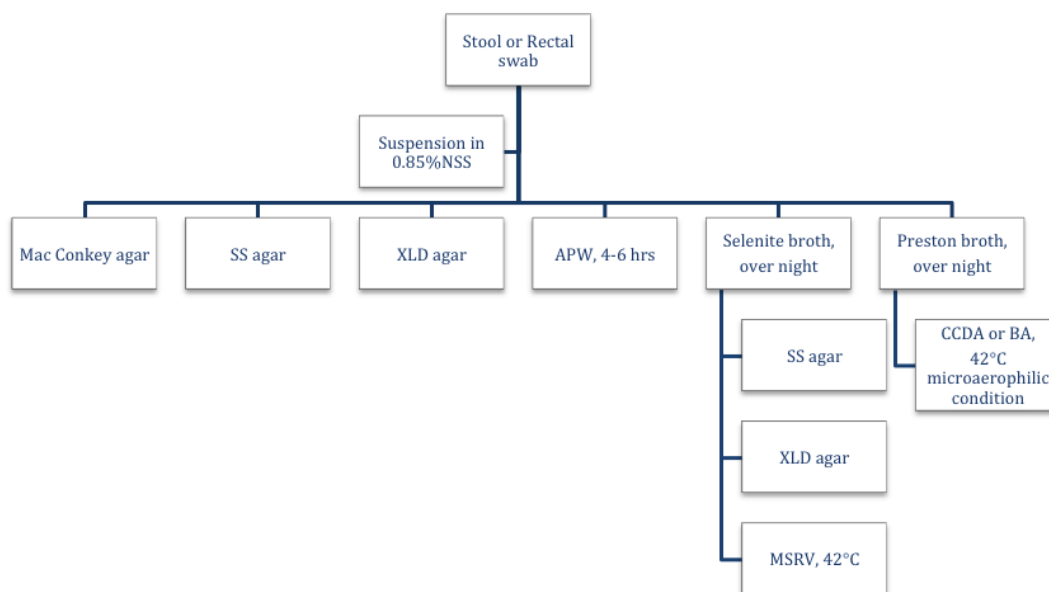 Stool or Rectal
swab
Suspension in
0.85%NSS
Mac Conkey agar
SS agar
XLD agar
APW, 4-6 hrs
Selenite broth,
over night
Preston broth,
over night
SS agar
XLD agar
MSRV, 42°C
CCDA or BA,
42°C
microaerophilic
condition